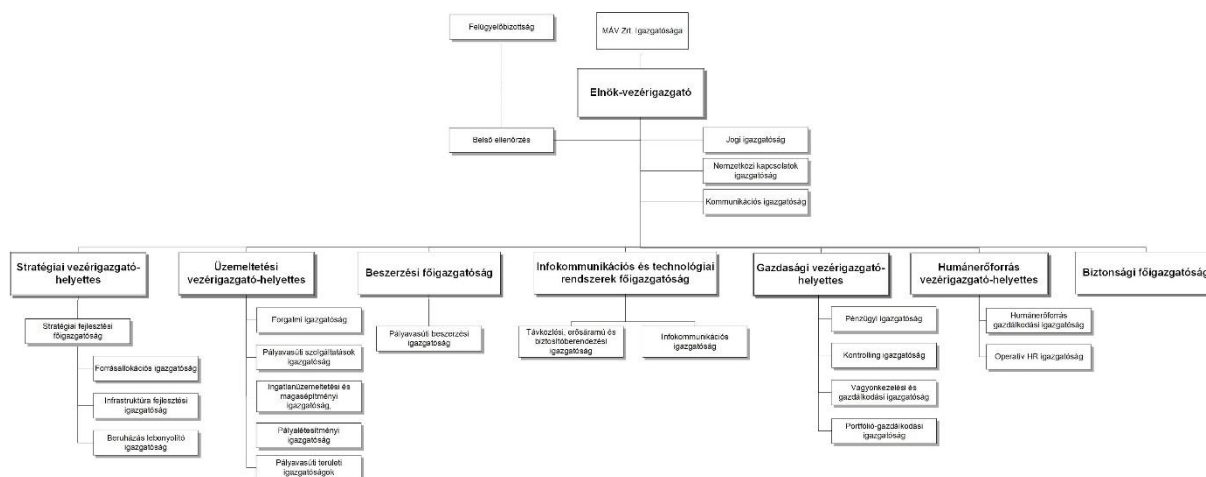 Felügyelőbizottság
MÁV Zrt. Igazgatósága
Elnök-vezérigazgató
Belső ellenőrzés
Jogi igazgatóság
Nemzetközi kapcsolatok
igazgatóság
Kommunikációs igazgatóság
Stratégiai vezérigazgató-
helyettes
Stratégiai fejlesztési
főigazgatóság
Forrásallokációs igazgatóság
Infrastruktúra fejlesztési
igazgatóság
Beruházás lebonyolító
igazgatóság
Üzemeltetési
vezérigazgató-helyettes
Forgalmi igazgatóság
Pályavasúti szolgáltatások
igazgatóság
Ingatlanüzemeltetési és
magasépítményi
igazgatóság,
Pályalétesítményi
igazgatóság
Pályavasúti területi
igazgatóságok
Beszerzési főigazgatóság
Pályavasúti beszerzési
igazgatóság
Infokommunikációs és technológiai
rendszerek főigazgatóság
Távközlési, erősáramú és
biztosítóberendezési
igazgatóság
Infokommunikációs
igazgatóság
Gazdasági vezérigazgató-
helyettes
Pénzügyi igazgatóság
Kontrolling igazgatóság
Vagyonkezelési és
gazdálkodási igazgatóság
Portfólió-gazdálkodási
igazgatóság
Humánerőforrás
vezérigazgató-helyettes
Humánerőforrás
gazdálkodási igazgatóság
Operatív HR igazgatóság
Biztonsági főigazgatóság